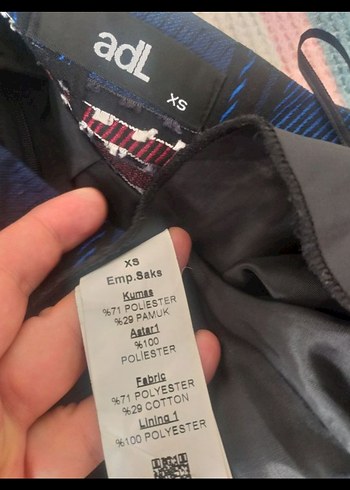 adL
XS
XS
Emp.Saks
Kumas
%71 POLIESTER
%29 PAMUK
Astar1
%100
POLIESTER
Fabric
%71 POLYESTER
%29 COTTON
Lining 1
%100 POLYESTER